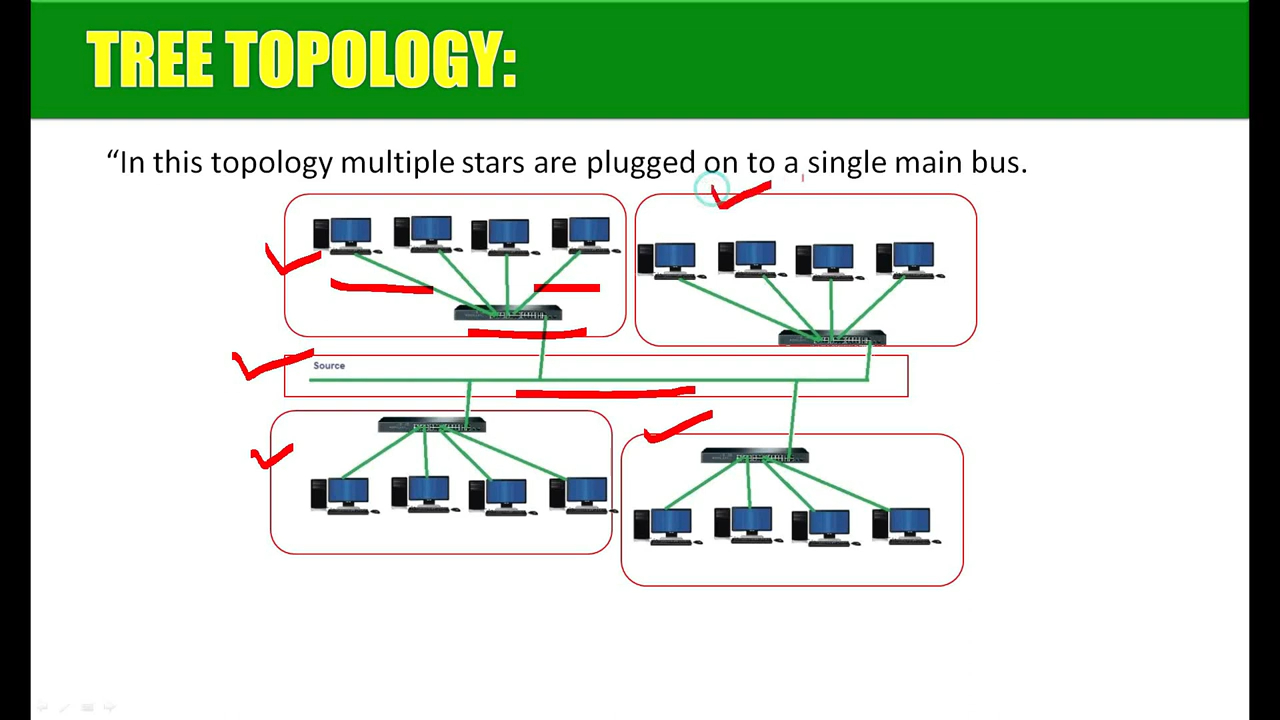 TREE TOPOLOGY:
“In this topology multiple stars are plugged on to a single main bus.
Source